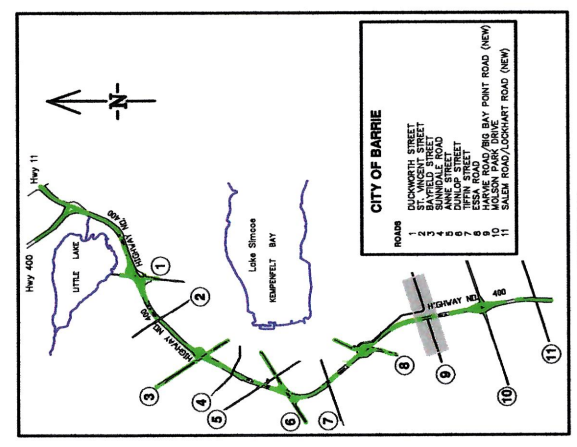 Hwy 11
Hwy 400
HIGHWAY NO. 400
LITTLE LAKE
-N-
1
HIGHWAY NO. 400
2
3
4
5
6
7
8
9
10
11
Lake Simcoe
KEMPENFELT BAY
HIGHWAY NO. 400
CITY OF BARRIE
ROADS
1 DUCKWORTH STREET
2 ST. VINCENT STREET
3 BAYFIELD STREET
4 SUNNIDALE ROAD
5 ANNE STREET
6 DUNLOP STREET
7 TIFFIN STREET
8 ESSA ROAD
9 HARVIE ROAD/BIG BAY POINT ROAD (NEW)
10 MOLSON PARK DRIVE
11 SALEM ROAD/LOCKHART ROAD (NEW)